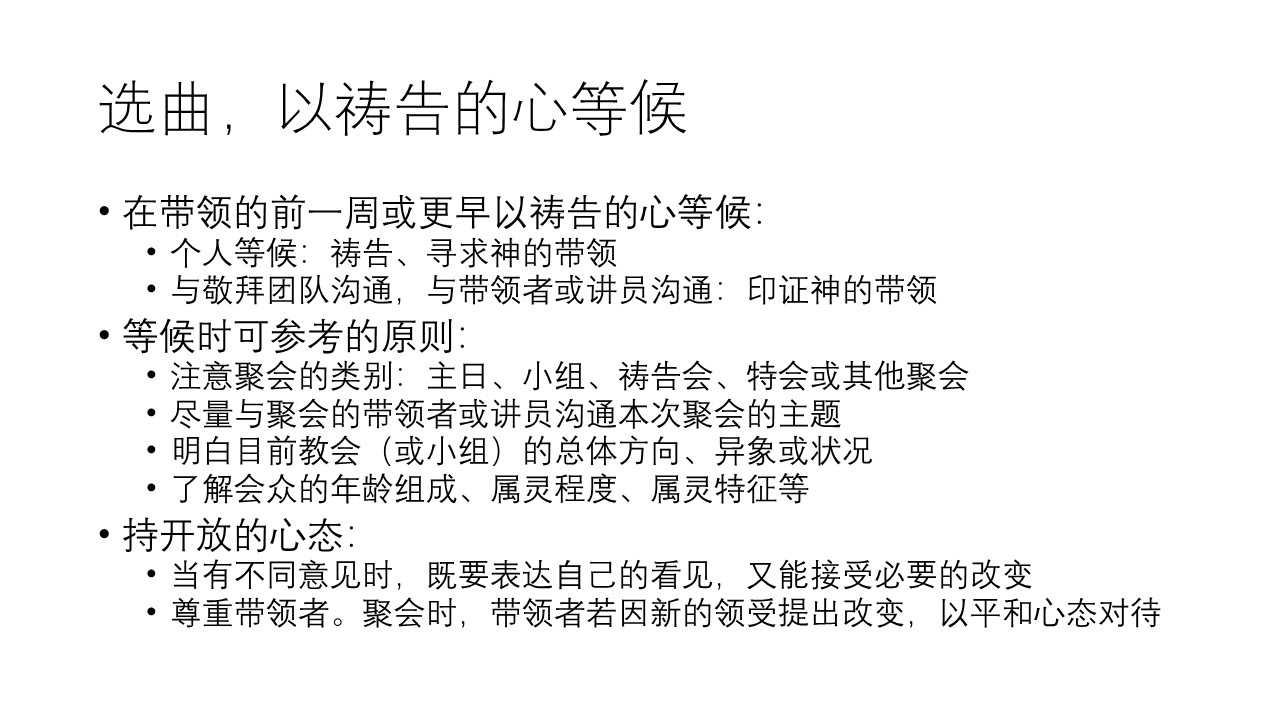 选曲，以祷告的心等候
• 在带领的前一周或更早以祷告的心等候：
• 个人等候：祷告、寻求神的带领
• 与敬拜团队沟通，与带领者或讲员沟通：印证神的带领
• 等候时可参考的原则：
• 注意聚会的类别：主日、小组、祷告会、特会或其他聚会
• 尽量与聚会的带领者或讲员沟通本次聚会的主题
• 明白目前教会（或小组）的总体方向、异象或状况
• 了解会众的年龄组成、属灵程度、属灵特征等
• 持开放的心态：
• 当有不同意见时，既要表达自己的看见，又能接受必要的改变
• 尊重带领者。聚会时，带领者若因新的领受提出改变，以平和心态对待